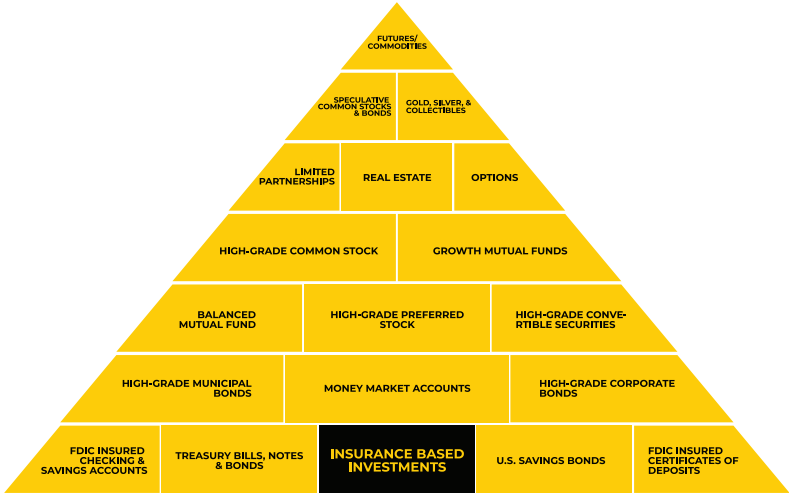 FUTURES/
COMMODITIES
SPECULATIVE
COMMON STOCKS
& BONDS
GOLD, SILVER, &
COLLECTIBLES
LIMITED
PARTNERSHIPS
REAL ESTATE
OPTIONS
HIGH-GRADE COMMON STOCK
GROWTH MUTUAL FUNDS
BALANCED
MUTUAL FUND
HIGH-GRADE PREFERRED
STOCK
HIGH-GRADE CONVE-
RTIBLE SECURITIES
HIGH-GRADE MUNICIPAL
BONDS
MONEY MARKET ACCOUNTS
HIGH-GRADE CORPORATE
BONDS
FDIC INSURED
CHECKING &
SAVINGS ACCOUNTS
TREASURY BILLS, NOTES
& BONDS
INSURANCE BASED
INVESTMENTS
U.S. SAVINGS BONDS
FDIC INSURED
CERTIFICATES OF
DEPOSITS